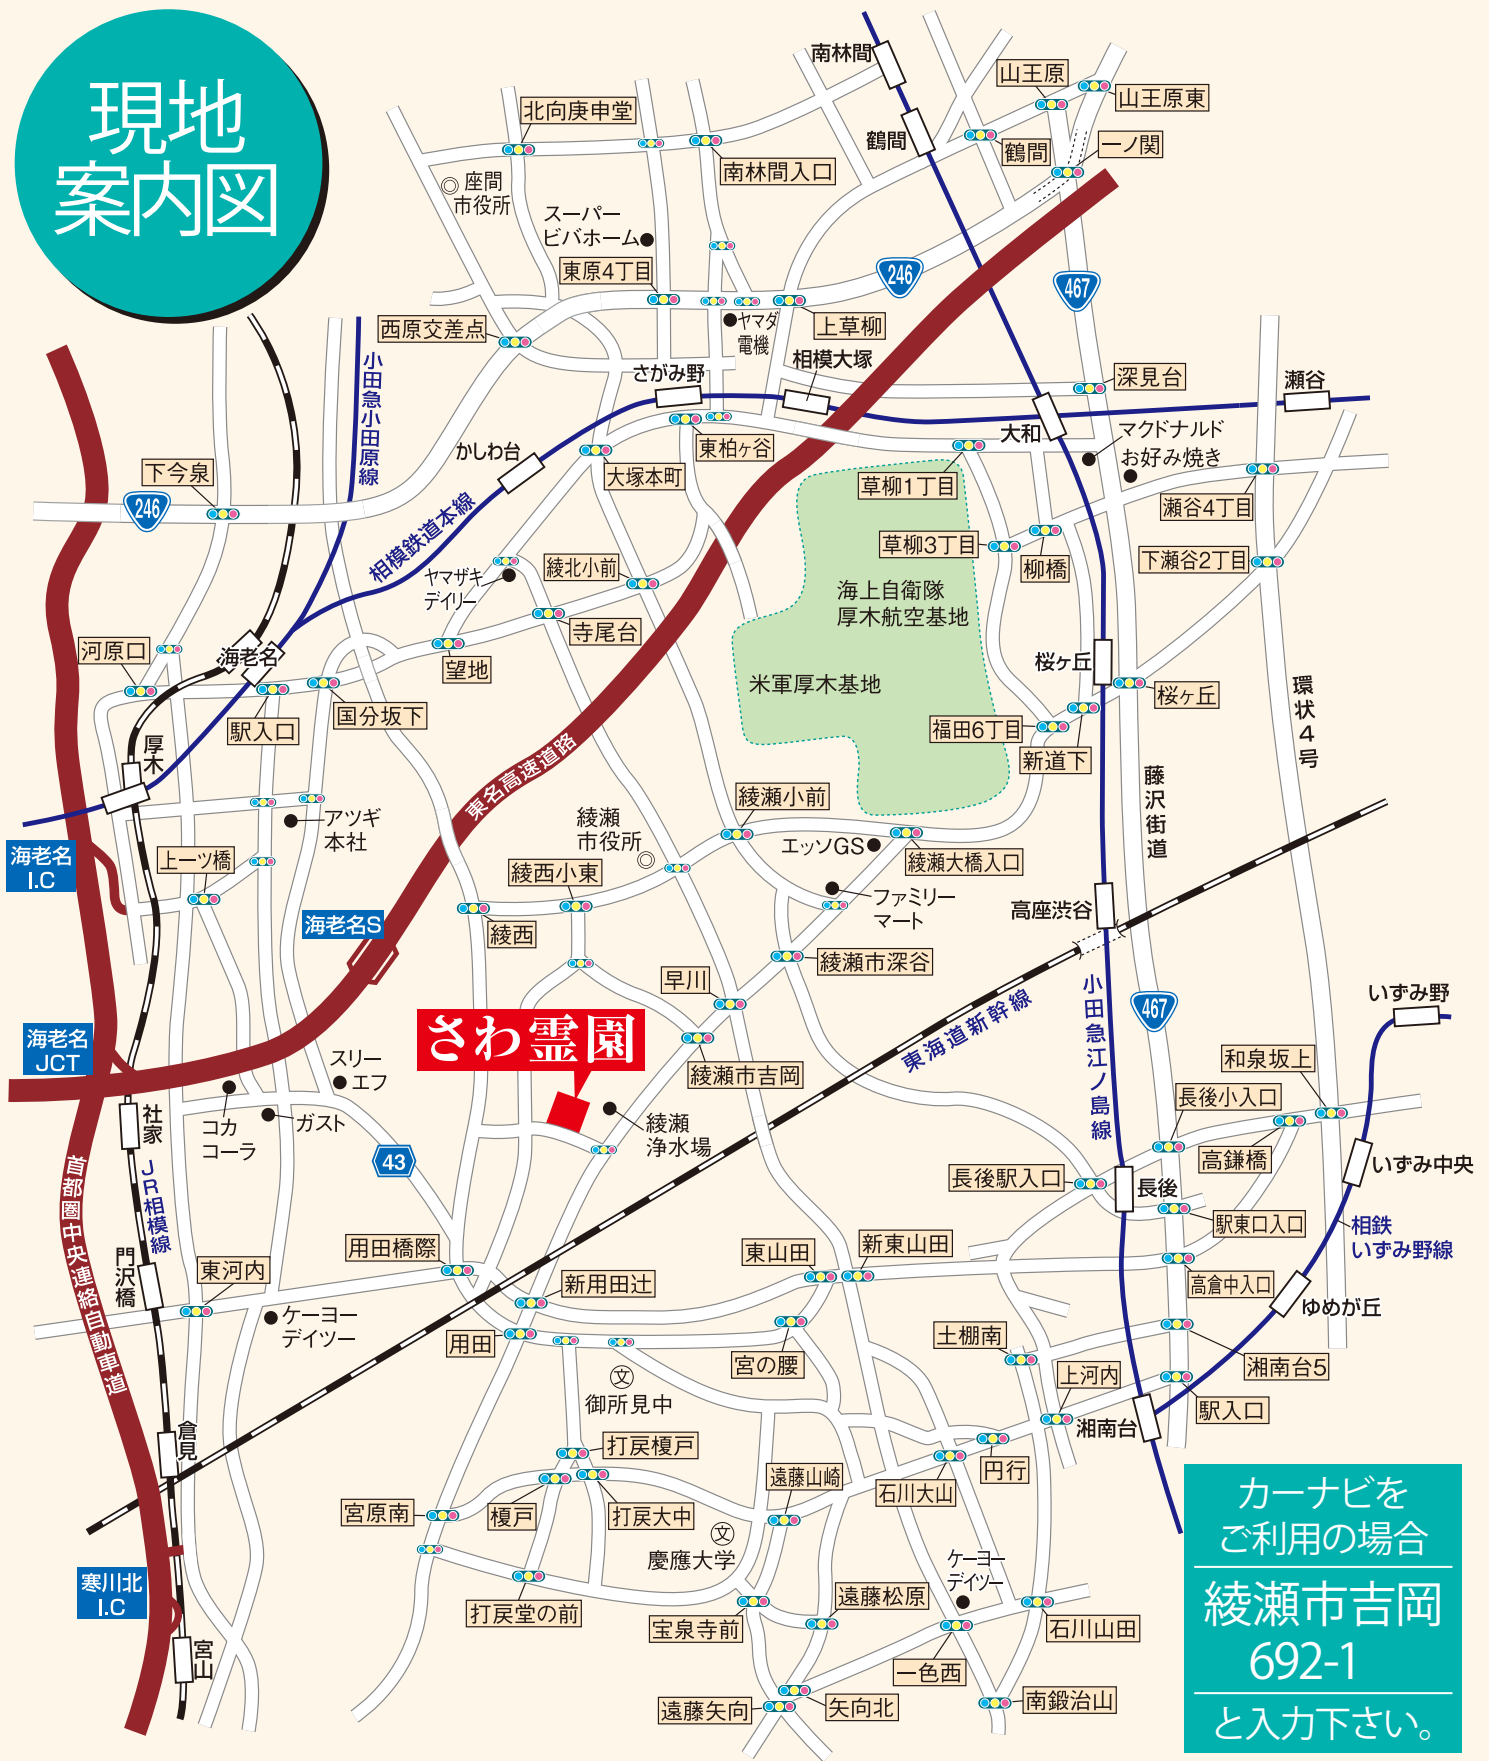 現地
案内図
南林間
山王原
山王原東
北向庚申堂
鶴間
鶴間
一ノ関
南林間入口
座間
市役所
スーパー
ビバホーム
東原4丁目
246
467
西原交差点
ヤマダ
電機
上草柳
相模大塚
さがみ野
深見台
瀬谷
小田急小田原線
大和
マクドナルド
お好み焼き
東柏ヶ谷
かしわ台
下今泉
大塚本町
草柳1丁目
246
瀬谷4丁目
相模鉄道本線
草柳3丁目
柳橋
下瀬谷2丁目
ヤマザキ
デイリー
綾北小前
海上自衛隊
厚木航空基地
寺尾台
河原口
海老名
望地
桜ヶ丘
米軍厚木基地
桜ヶ丘
環状4号
駅入口
国分坂下
福田6丁目
新道下
厚木
東名高速道路
藤沢街道
綾瀬小前
アツギ
本社
綾瀬
市役所
エッソGS
綾瀬大橋入口
海老名
I.C
上一ツ橋
綾西小東
ファミリー
マート
高座渋谷
海老名S
綾西
綾瀬市深谷
早川
小田急江ノ島線
467
いずみ野
東海道新幹線
海老名
JCT
さわ霊園
綾瀬市吉岡
和泉坂上
スリー
エフ
長後小入口
コカ
コーラ
ガスト
綾瀬
浄水場
社家
高鎌橋
43
いずみ中央
首都圏中央連絡自動車道
JR相模線
長後駅入口
長後
駅東口入口
相鉄
いずみ野線
用田橋際
東山田
新東山田
門沢橋
東河内
新用田辻
高倉中入口
ゆめが丘
ケーヨー
デイツー
用田
土棚南
宮の腰
湘南台5
文
御所見中
上河内
駅入口
湘南台
倉見
打戻榎戸
円行
遠藤山崎
石川大山
宮原南
榎戸
打戻大中
文
慶應大学
ケーヨー
デイツー
寒川北
I.C
打戻堂の前
遠藤松原
宝泉寺前
石川山田
宮山
一色西
遠藤矢向
矢向北
南鍛治山
カーナビを
ご利用の場合
綾瀬市吉岡
692-1
と入力下さい。